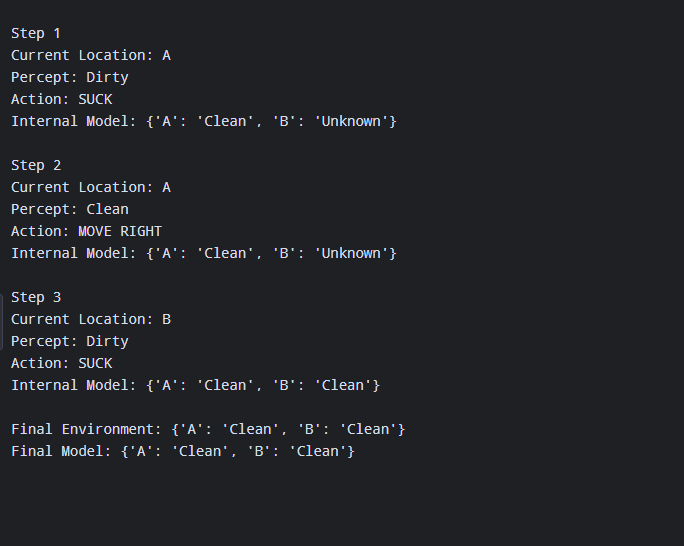 Step 1
Current Location: A
Percept: Dirty
Action: SUCK
Internal Model: {'A': 'Clean', 'B': 'Unknown'}
Step 2
Current Location: A
Percept: Clean
Action: MOVE RIGHT
Internal Model: {'A': 'Clean', 'B': 'Unknown'}
Step 3
Current Location: B
Percept: Dirty
Action: SUCK
Internal Model: {'A': 'Clean', 'B': 'Clean'}
Final Environment: {'A': 'Clean', 'B': 'Clean'}
Final Model: {'A': 'Clean', 'B': 'Clean'}